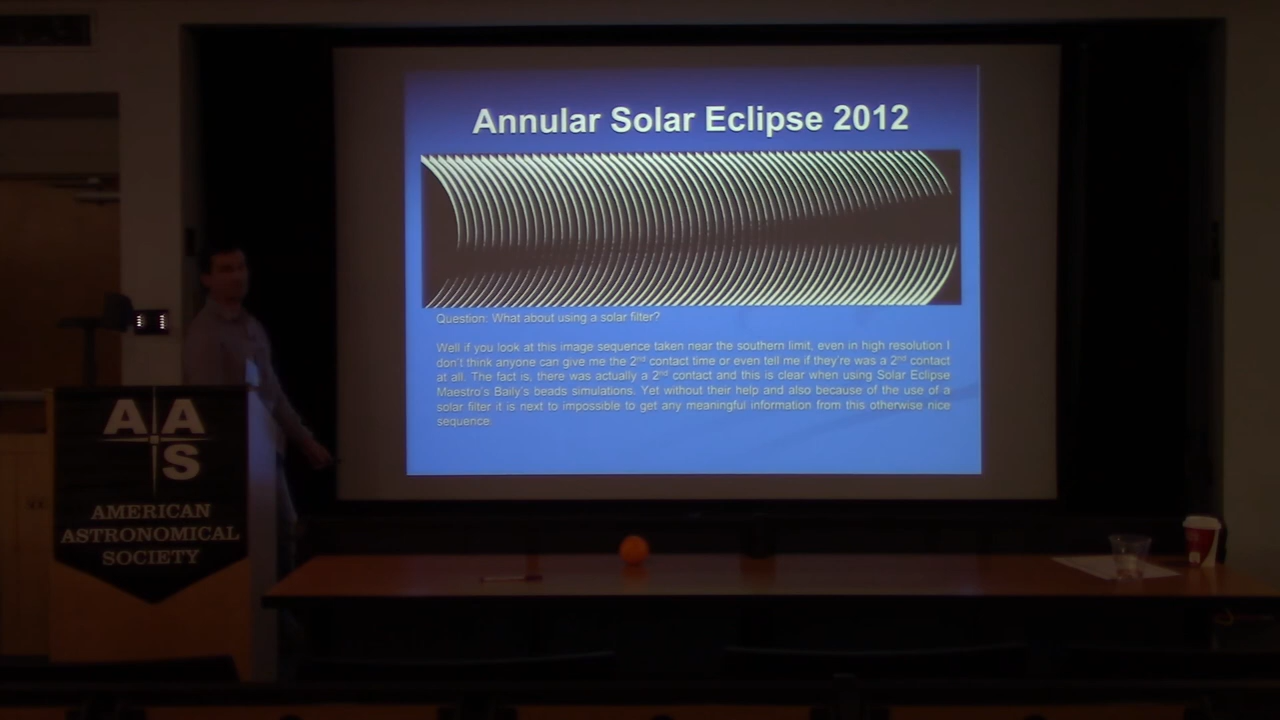 Annular Solar Eclipse 2012
Question: What about using a solar filter?
Well if you look at this image sequence taken near the southern limit, even in high resolution I
don't think anyone can give me the 2nd contact time or even tell me if they're was a 2nd contact
at all. The fact is, there was actually a 2nd contact and this is clear when using Solar Eclipse
Maestro's Baily's beads simulations. Yet without their help and also because of the use of a
solar filter it is next to impossible to get any meaningful information from this otherwise nice
sequence.
A A
S
AMERICAN
ASTRONOMICAL
SOCIETY